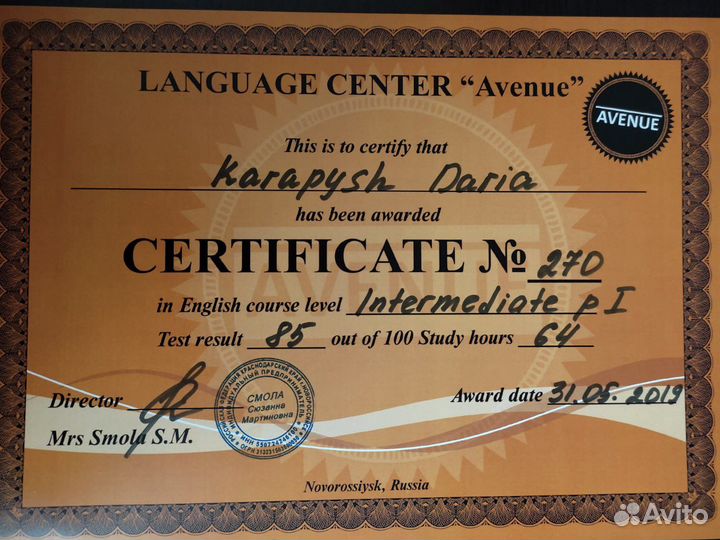 LANGUAGE CENTER “Avenue”
AVENUE
This is to certify that
Karapysh Daria
has been awarded
CERTIFICATE № 270
in English course level Intermediate p I
Test result 85 out of 100 Study hours 64
Director
Award date 31.05.2019
Mrs Smola S.M.
СМОЛА
Сюзанна
Мартиновна
Novorossiysk, Russia
Avito